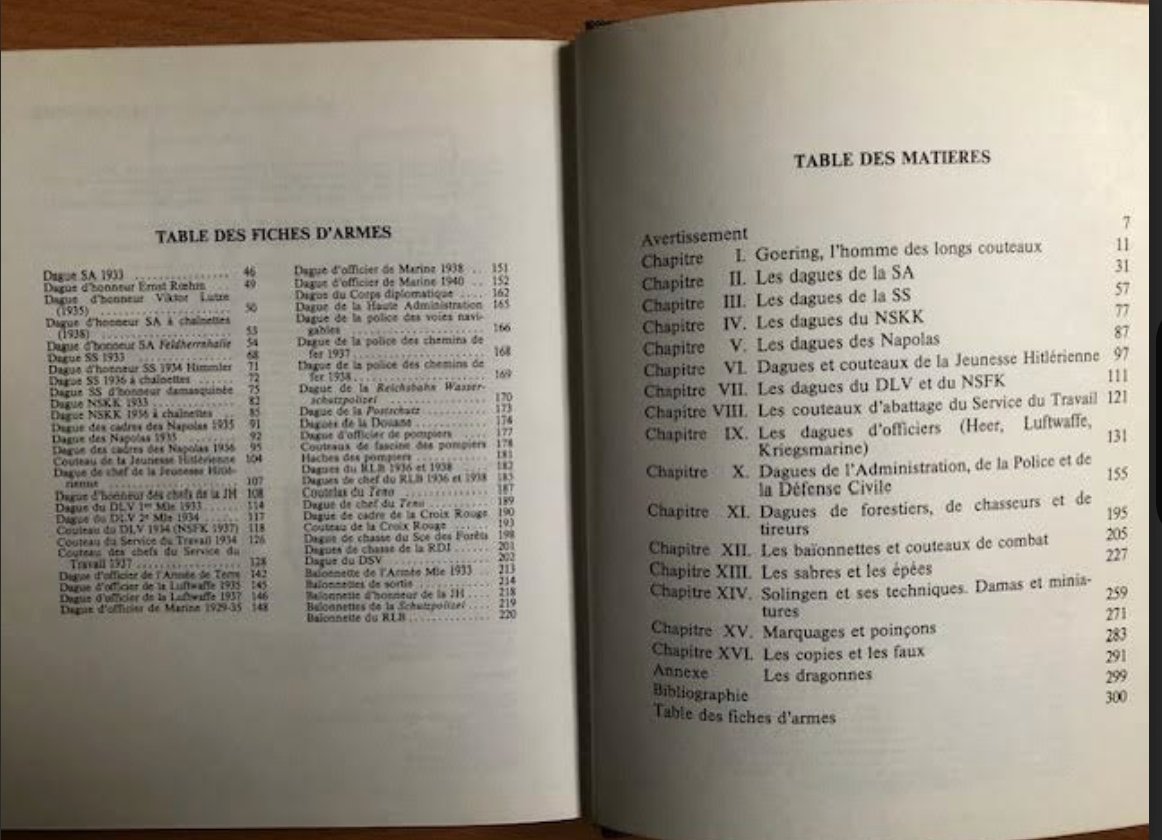 TABLE DES FICHES D'ARMES
Dague SA 1933 ............... 46
Dague d'honneur Ernst Rœhm ..... 49
Dague d'honneur Viktor Lutze
(1935) ............... 50
Dague d'honneur SA à chaînettes
(1938) ............... 53
Dague d'honneur SA Feldherrnhalle 54
Dague SS 1933 ............... 68
Dague d'honneur SS 1934 Himmler 71
Dague SS 1936 à chaînettes ...... 72
Dague SS d'honneur damasquinée 75
Dague NSKK 1933 ............... 82
Dague NSKK 1936 à chaînettes .. 85
Dague des cadres des Napolas 1935 91
Dague des Napolas 1935 ......... 92
Dague des cadres des Napolas 1936 95
Couteau de la Jeunesse Hitlérienne 104
Dague de chef de la Jeunesse Hitlé-
rienne ............... 107
Dague d'honneur des chefs de la JH 108
Dague du DLV 1er Mle 1933 ...... 114
Dague du DLV 2e Mle 1934 ...... 117
Couteau du DLV 1934 (NSFK 1937) 118
Couteau du Service du Travail 1934 126
Couteau des chefs du Service du
Travail 1937 ............... 128
Dague d'officier de l'Armée de Terre 142
Dague d'officier de la Luftwaffe 1935 145
Dague d'officier de la Luftwaffe 1937 146
Dague d'officier de Marine 1929-35 148
Dague d'officier de Marine 1938 .. 151
Dague d'officier de Marine 1940 .. 152
Dague du Corps diplomatique ..... 162
Dague de la Haute Administration 165
Dague de la police des voies navi-
gables ............... 166
Dague de la police des chemins de
fer 1937 ............... 168
Dague de la police des chemins de
fer 1938 ............... 169
Dague de la Reichsbahn Wasser-
schutzpolizei ............... 170
Dague de la Postschutz ......... 173
Dagues de la Douane ............ 174
Dague d'officier de pompiers ..... 177
Couteaux de fascine des pompiers 178
Haches des pompiers ............ 181
Dagues du RLB 1936 et 1938 ..... 182
Dagues de chef du RLB 1936 et 1938 185
Coutelas du Teno ............... 187
Dague de chef du Teno ......... 189
Dague de cadre de la Croix Rouge 190
Couteau de la Croix Rouge ...... 193
Dague de chasse du Sce des Forêts 198
Dagues de chasse de la RDJ ...... 201
Dague du DSV ............... 202
Baïonnette de l'Armée Mle 1933 213
Baïonnettes de sortie ............ 214
Baïonnette d'honneur de la JH ... 218
Baïonnettes de la Schutzpolizei ... 219
Baïonnette du RLB ............ 220
TABLE DES MATIERES
Avertissement 7
Chapitre I. Goering, l'homme des longs couteaux 11
Chapitre II. Les dagues de la SA 31
Chapitre III. Les dagues de la SS 57
Chapitre IV. Les dagues du NSKK 77
Chapitre V. Les dagues des Napolas 87
Chapitre VI. Dagues et couteaux de la Jeunesse Hitlérienne 97
Chapitre VII. Les dagues du DLV et du NSFK 111
Chapitre VIII. Les couteaux d'abattage du Service du Travail 121
Chapitre IX. Les dagues d'officiers (Heer, Luftwaffe,
Kriegsmarine) 131
Chapitre X. Dagues de l'Administration, de la Police et de
la Défense Civile 155
Chapitre XI. Dagues de forestiers, de chasseurs et de
tireurs 195
Chapitre XII. Les baïonnettes et couteaux de combat 205
Chapitre XIII. Les sabres et les épées 227
Chapitre XIV. Solingen et ses techniques. Damas et minia-
tures 259
Chapitre XV. Marquages et poinçons 271
Chapitre XVI. Les copies et les faux 283
Annexe Les dragonnes 291
Bibliographie 299
Table des fiches d'armes 300